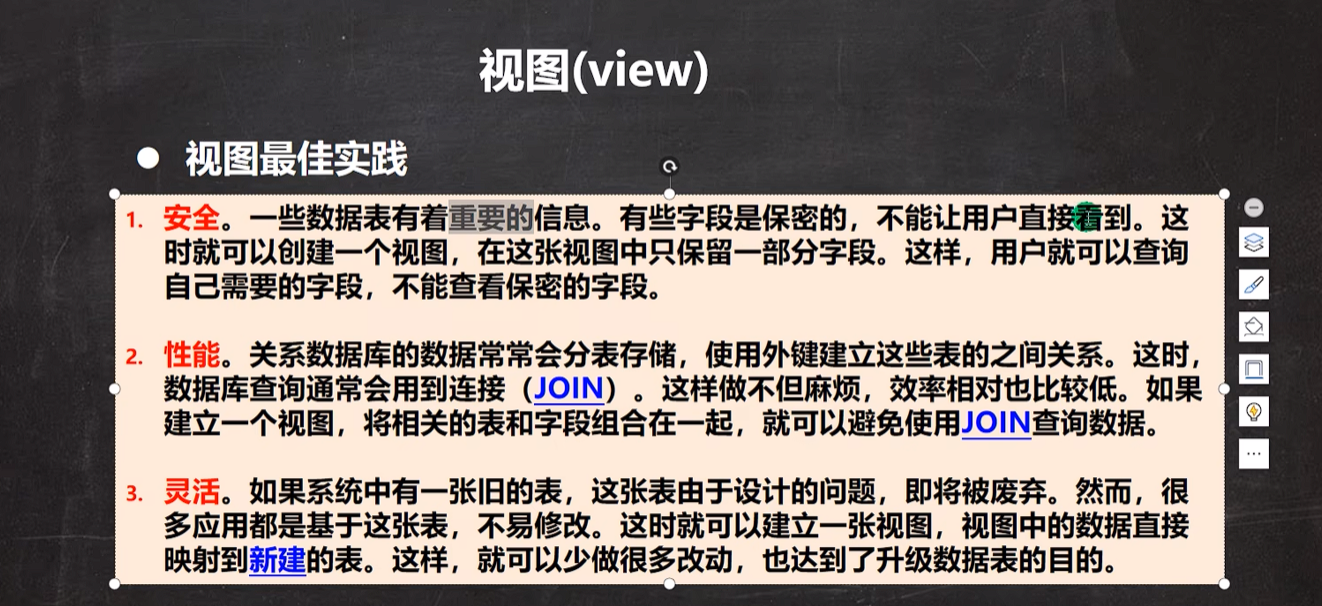 视图(view)
● 视图最佳实践
1. 安全。一些数据表有着重要的信息。有些字段是保密的，不能让用户直接看到。这
时就可以创建一个视图，在这张视图中只保留一部分字段。这样，用户就可以查询
自己需要的字段，不能查看保密的字段。
2. 性能。关系数据库的数据常常会分表存储，使用外键建立这些表的之间关系。这时，
数据库查询通常会用到连接（JOIN）。这样做不但麻烦，效率相对也比较低。如果
建立一个视图，将相关的表和字段组合在一起，就可以避免使用JOIN查询数据。
3. 灵活。如果系统中有一张旧的表，这张表由于设计的问题，即将被废弃。然而，很
多应用都是基于这张表，不易修改。这时就可以建立一张视图，视图中的数据直接
映射到新建的表。这样，就可以少做很多改动，也达到了升级数据表的目的。